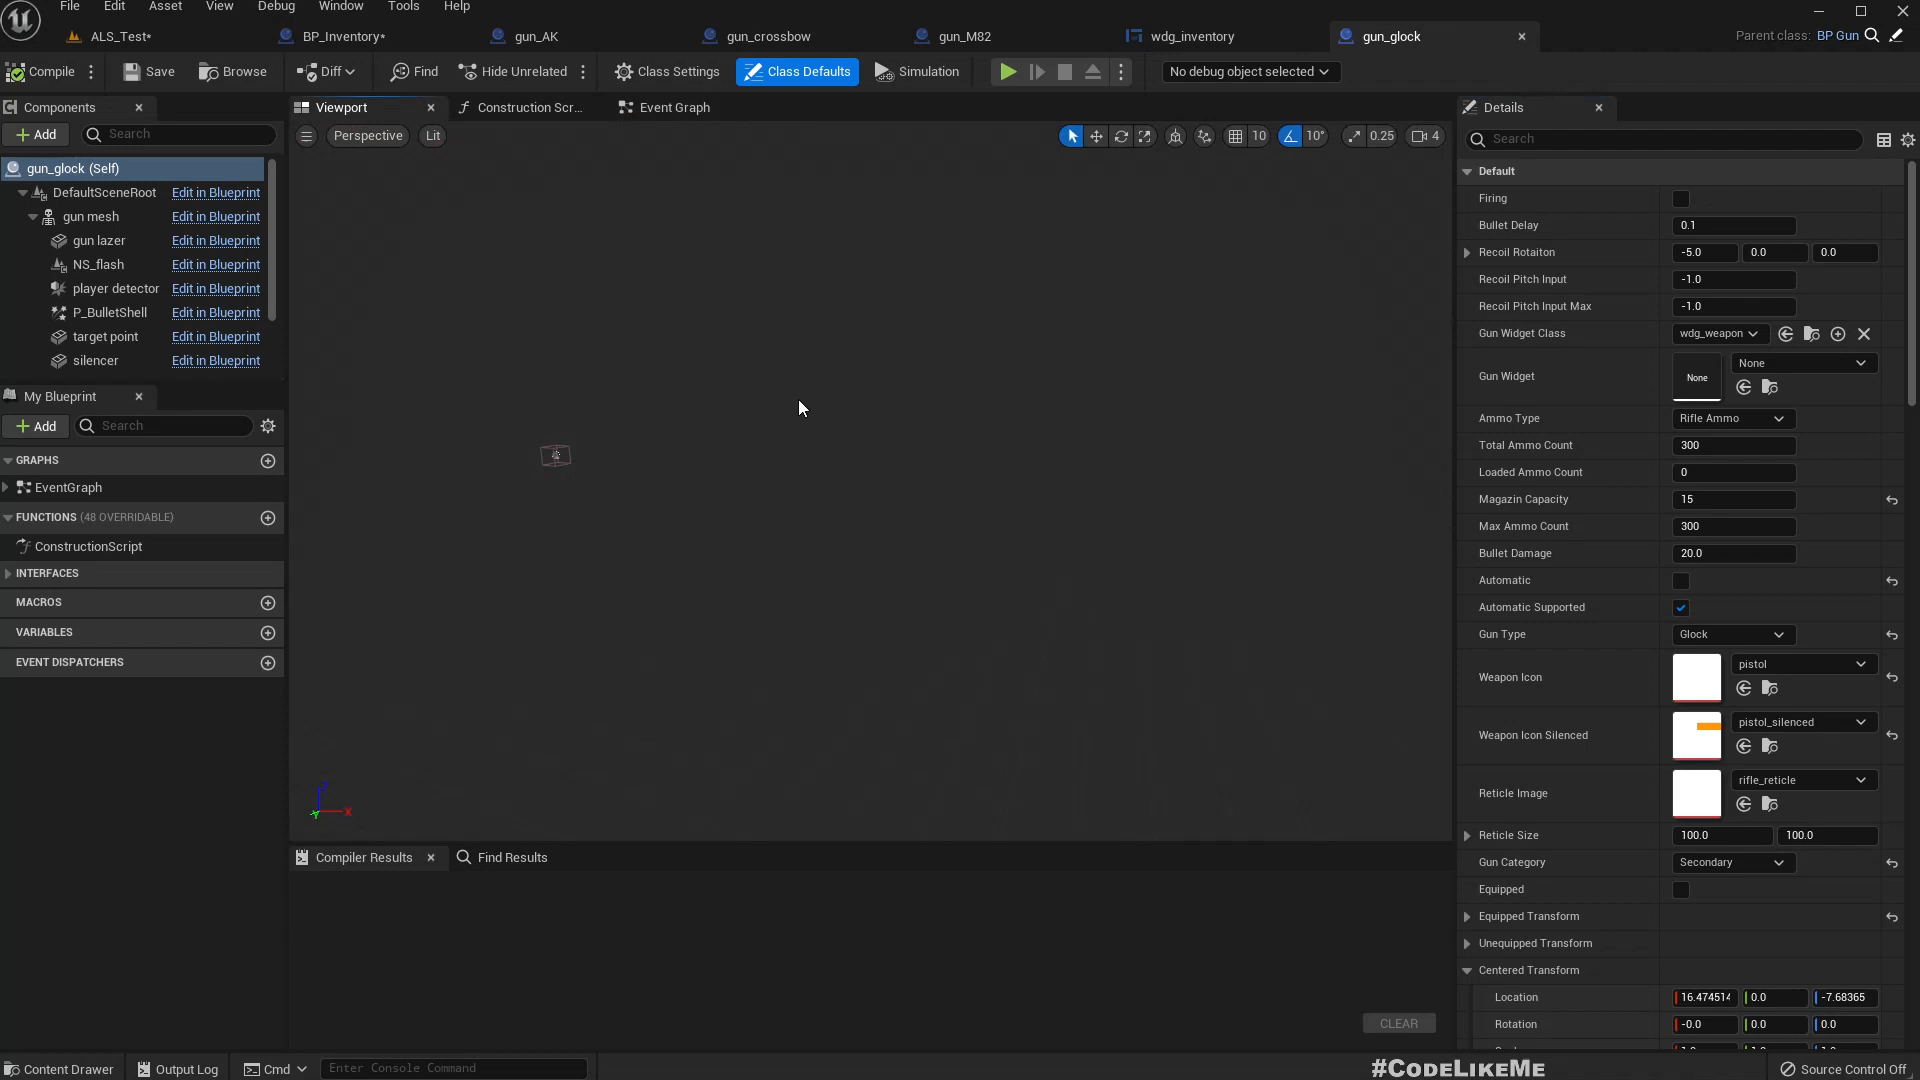 File Edit Asset View Debug Window Tools Help
ALS_Test* BP_Inventory* gun_AK gun_crossbow gun_M82 wdg_inventory gun_glock Parent class: BP Gun
Compile Save Browse Diff Find Hide Unrelated Class Settings Class Defaults Simulation No debug object selected
Components
Add Search
gun_glock (Self)
DefaultSceneRoot Edit in Blueprint
gun mesh Edit in Blueprint
gun lazer Edit in Blueprint
NS_flash Edit in Blueprint
player detector Edit in Blueprint
P_BulletShell Edit in Blueprint
target point Edit in Blueprint
silencer Edit in Blueprint
My Blueprint
Add Search
GRAPHS
EventGraph
FUNCTIONS (48 OVERRIDABLE)
ConstructionScript
INTERFACES
MACROS
VARIABLES
EVENT DISPATCHERS
Viewport Construction Scr... Event Graph
Perspective Lit 10 10° 0.25 4
Z
X
Y
Compiler Results Find Results
CLEAR
Details
Search
Default
Firing
Bullet Delay 0.1
Recoil Rotaiton -5.0 0.0 0.0
Recoil Pitch Input -1.0
Recoil Pitch Input Max -1.0
Gun Widget Class wdg_weapon
Gun Widget None None
Ammo Type Rifle Ammo
Total Ammo Count 300
Loaded Ammo Count 0
Magazin Capacity 15
Max Ammo Count 300
Bullet Damage 20.0
Automatic
Automatic Supported
Gun Type Glock
Weapon Icon pistol
Weapon Icon Silenced pistol_silenced
Reticle Image rifle_reticle
Reticle Size 100.0 100.0
Gun Category Secondary
Equipped
Equipped Transform
Unequipped Transform
Centered Transform
Location 16.474514 0.0 -7.68365
Rotation -0.0 0.0 0.0
Content Drawer Output Log Cmd Enter Console Command #CODELIKEME Source Control Off